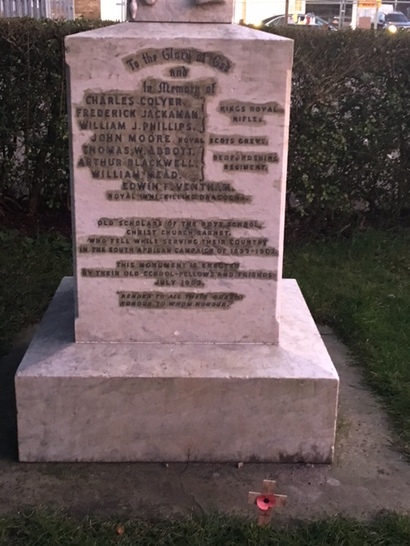 To the Glory of God
and
In Memory of
CHARLES COLYER.
FREDERICK JACKAMAN.
WILLIAM J. PHILLIPS.
KINGS ROYAL
RIFLES.
JOHN MOORE. ROYAL SCOTS GREYS.
THOMAS. W. ABBOTT.
ARTHUR BLACKWELL.
WILLIAM MEAD.
BEDFORDSHIRE
REGIMENT.
EDWIN F. VENTHAM.
ROYAL INNISKILLING DRAGOONS.
OLD SCHOLARS OF THE BOYS SCHOOL,
CHRIST CHURCH BARNET.
WHO FELL WHILST SERVING THEIR COUNTRY
IN THE SOUTH AFRICAN CAMPAIGN OF 1899-1902.
THIS MONUMENT IS ERECTED
BY THEIR OLD SCHOOL-FELLOWS AND FRIENDS
JULY
RENDER TO ALL THEIR
HONOUR TO WHOM HONOUR.